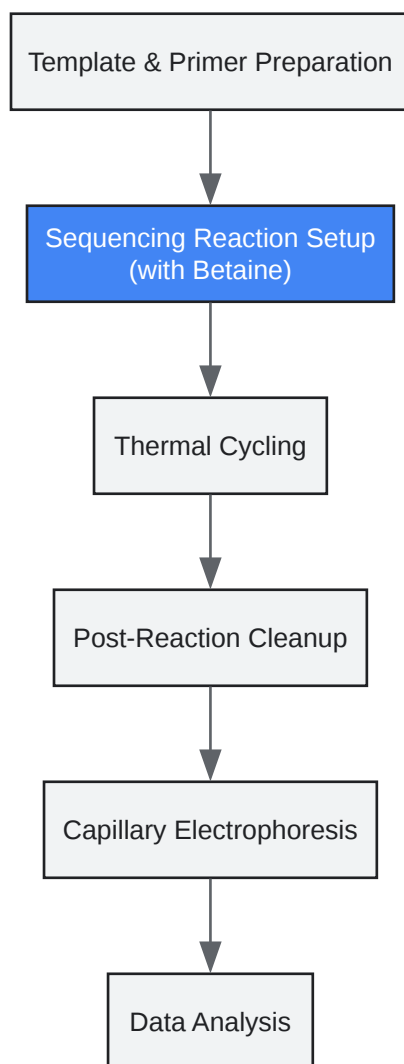 Template & Primer Preparation
Sequencing Reaction Setup
(with Betaine)
Thermal Cycling
Post-Reaction Cleanup
Capillary Electrophoresis
Data Analysis